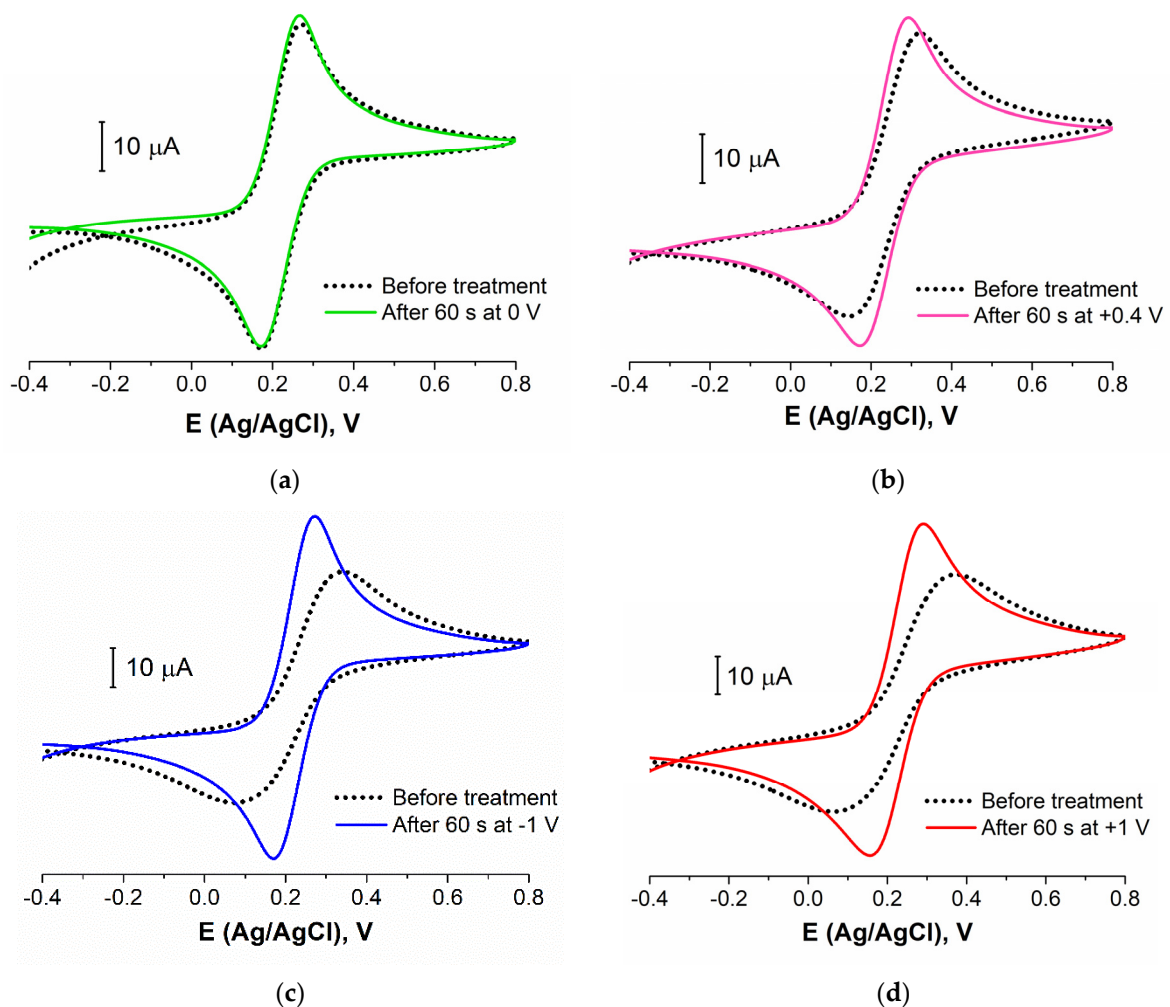 10 μA
Before treatment
After 60 s at 0 V
-0.4 -0.2 0.0 0.2 0.4 0.6 0.8
E (Ag/AgCl), V
(a)
10 μA
Before treatment
After 60 s at +0.4 V
-0.4 -0.2 0.0 0.2 0.4 0.6 0.8
E (Ag/AgCl), V
(b)
10 μA
Before treatment
After 60 s at -1 V
-0.4 -0.2 0.0 0.2 0.4 0.6 0.8
E (Ag/AgCl), V
(c)
10 μA
Before treatment
After 60 s at +1 V
-0.4 -0.2 0.0 0.2 0.4 0.6 0.8
E (Ag/AgCl), V
(d)